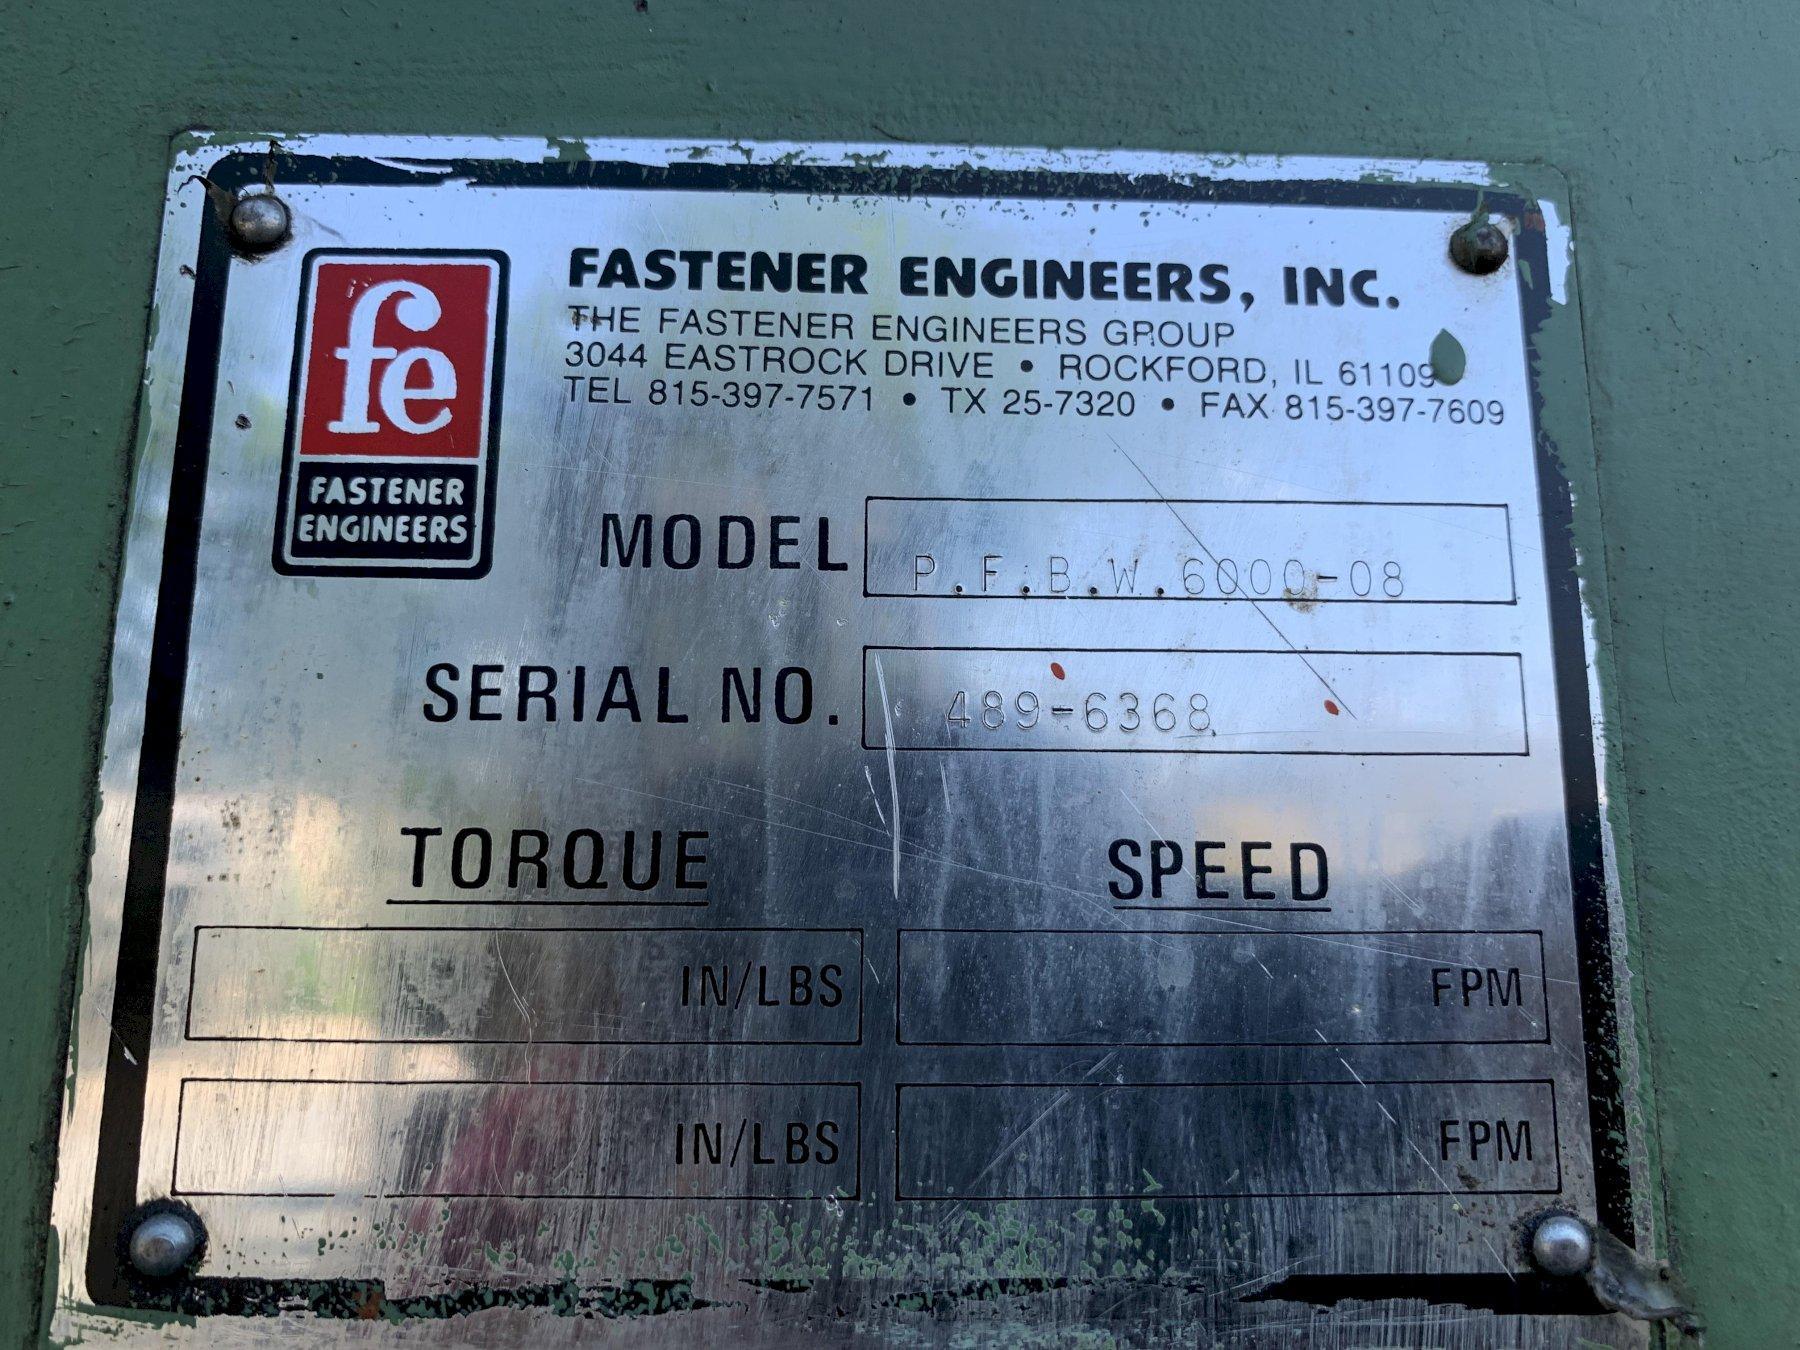 fe
FASTENER
ENGINEERS
FASTENER ENGINEERS, INC.
THE FASTENER ENGINEERS GROUP
3044 EASTROCK DRIVE • ROCKFORD, IL 61109
TEL 815-397-7571 • TX 25-7320 • FAX 815-397-7609
MODEL P.F.B.W.6000-08
SERIAL NO. 489-6368
TORQUE SPEED
IN/LBS FPM
IN/LBS FPM